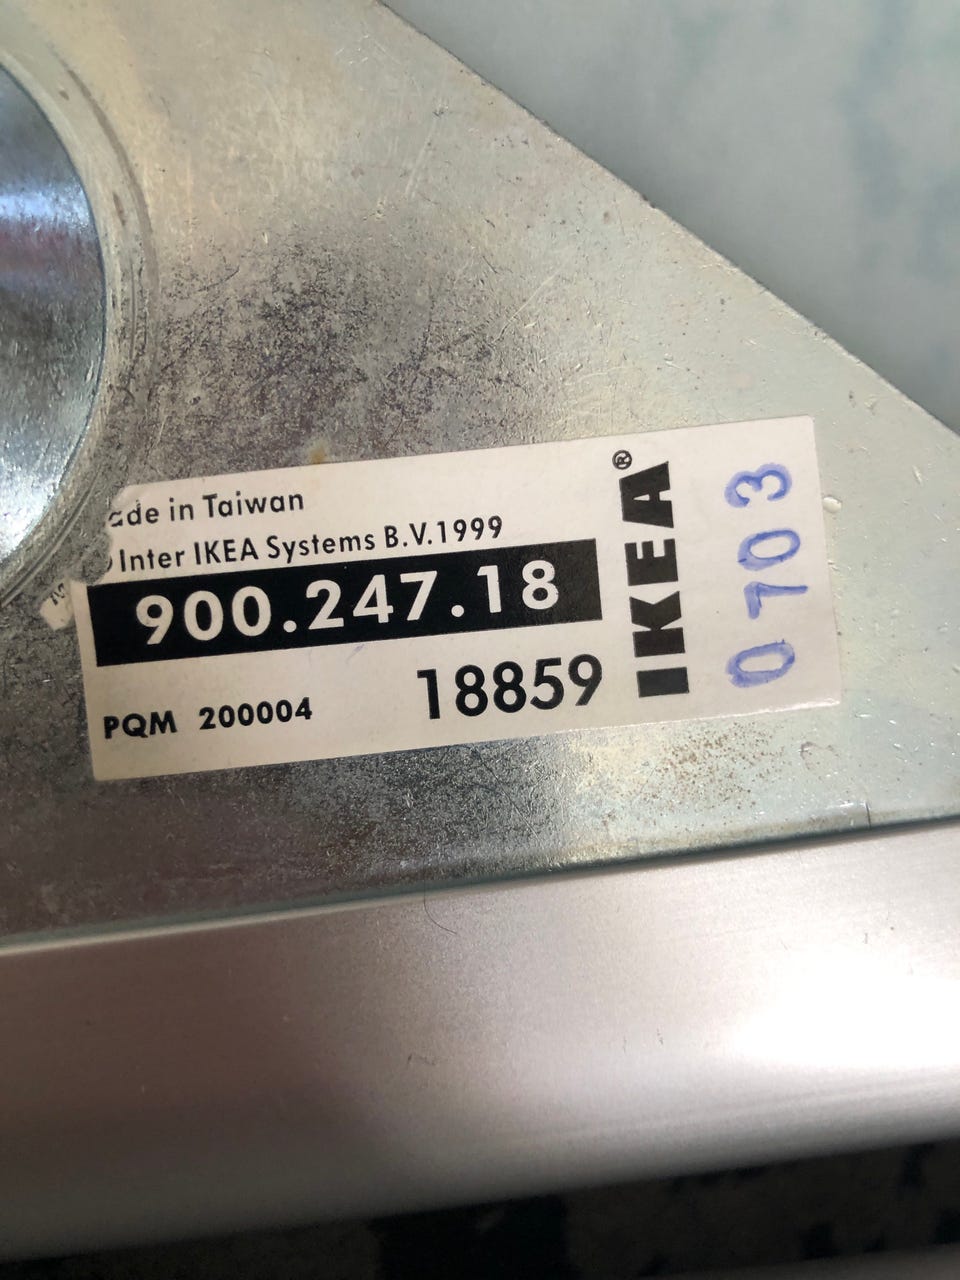 ade in Taiwan
Inter IKEA Systems B.V.1999
900.247.18
PQM 200004 18859
IKEA®
0703